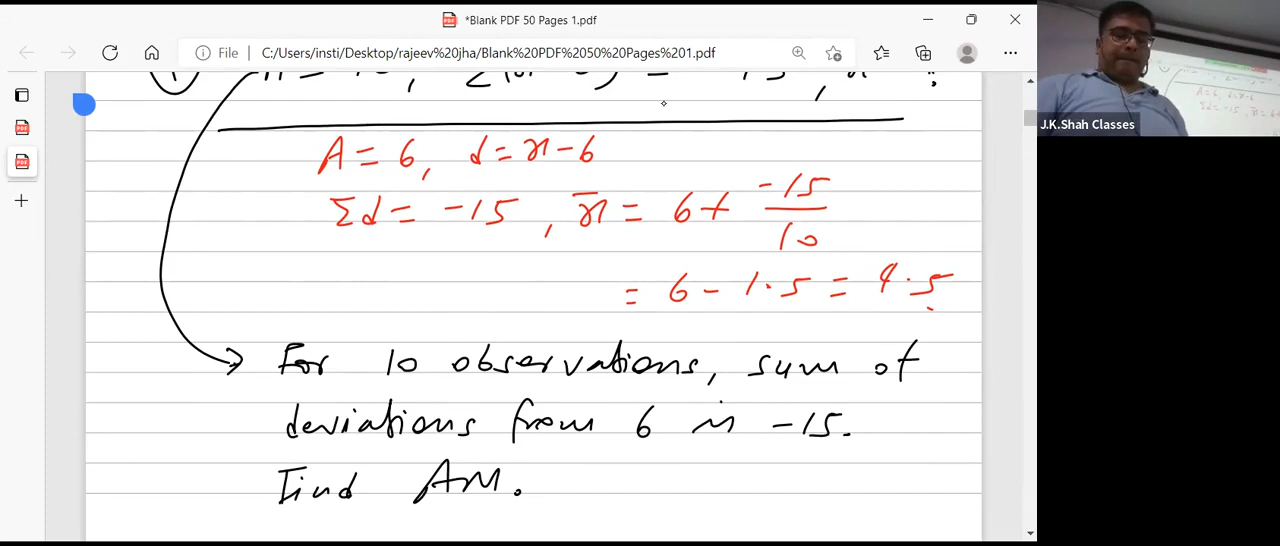 *Blank PDF 50 Pages 1.pdf
File C:/Users/insti/Desktop/rajeev%20jha/Blank%20PDF%2050%20Pages%201.pdf
J.K.Shah Classes
A = 6, d = x - 6
Σd = -15, x̄ = 6 + -15/10
= 6 - 1.5 = 4.5
For 10 observations, sum of
deviations from 6 is -15.
Find AM.